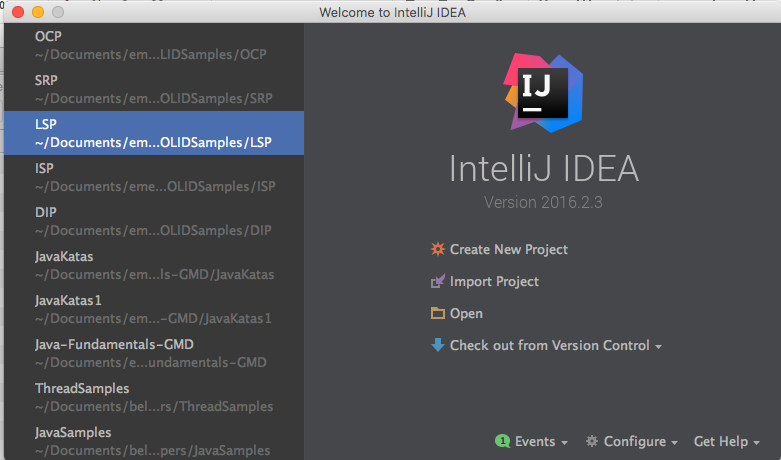 Welcome to IntelliJ IDEA
OCP
~/Documents/em...LIDSamples/OCP
SRP
~/Documents/em...OLIDSamples/SRP
LSP
~/Documents/em...OLIDSamples/LSP
ISP
~/Documents/eme...OLIDSamples/ISP
DIP
~/Documents/em...OLIDSamples/DIP
JavaKatas
~/Documents/em...ls-GMD/JavaKatas
JavaKatas1
~/Documents/em...-GMD/JavaKatas1
Java-Fundamentals-GMD
~/Documents/e...undamentals-GMD
ThreadSamples
~/Documents/bel...rs/ThreadSamples
JavaSamples
~/Documents/bel...pers/JavaSamples
IJ
IntelliJ IDEA
Version 2016.2.3
Create New Project
Import Project
Open
Check out from Version Control
1 Events
Configure
Get Help